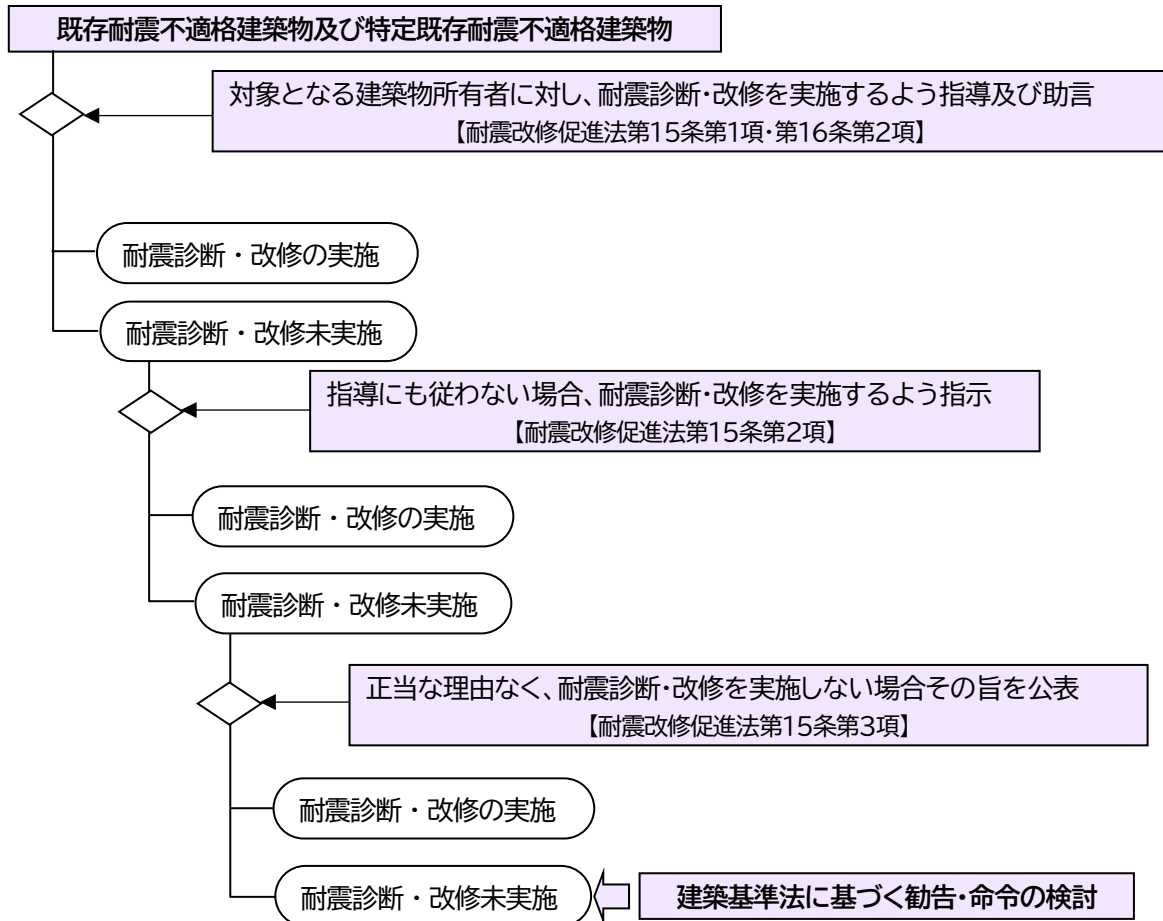 既存耐震不適格建築物及び特定既存耐震不適格建築物
対象となる建築物所有者に対し、耐震診断・改修を実施するよう指導及び助言
【耐震改修促進法第15条第1項・第16条第2項】
耐震診断・改修の実施
耐震診断・改修未実施
指導にも従わない場合、耐震診断・改修を実施するよう指示
【耐震改修促進法第15条第2項】
耐震診断・改修の実施
耐震診断・改修未実施
正当な理由なく、耐震診断・改修を実施しない場合その旨を公表
【耐震改修促進法第15条第3項】
耐震診断・改修の実施
耐震診断・改修未実施
建築基準法に基づく勧告・命令の検討